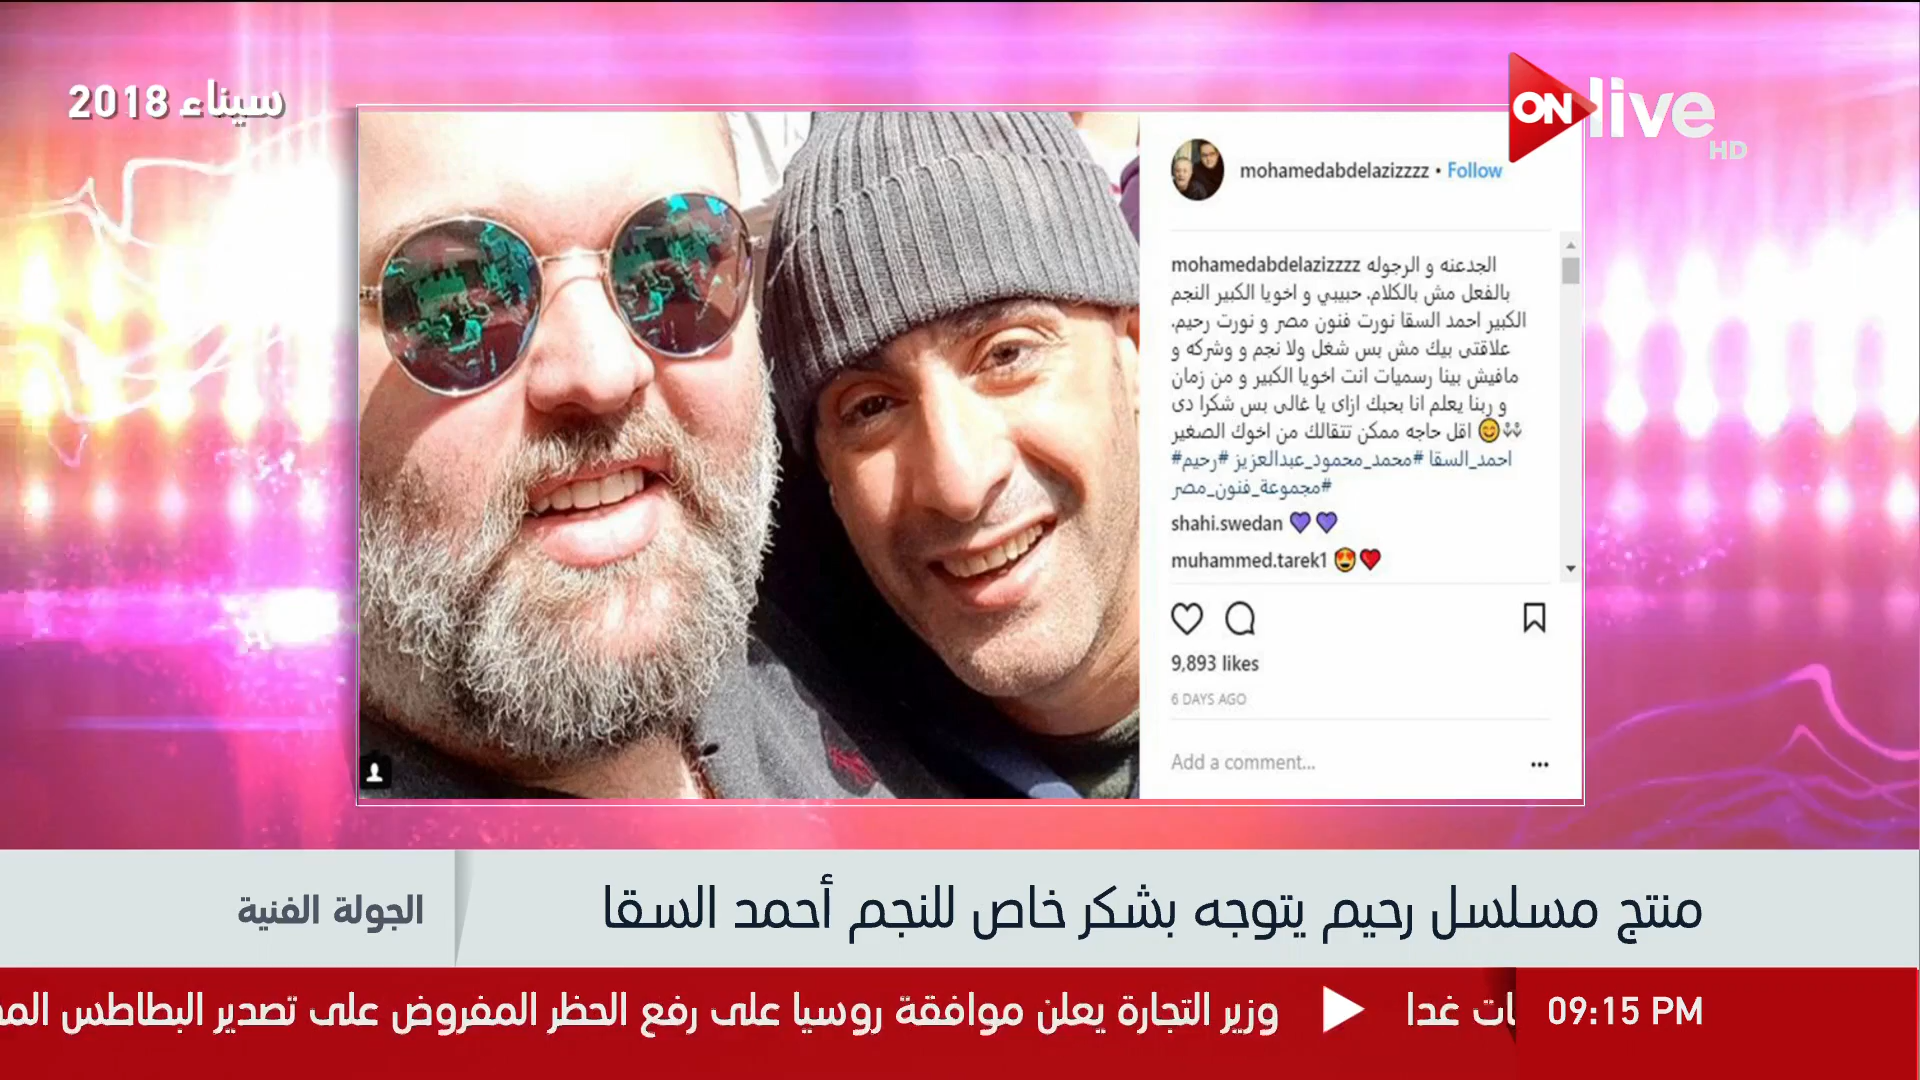 سيناء 2018
ON live
HD
mohamedabdelazizzzz • Follow
mohamedabdelazizzzz الجدعنه و الرجوله
بالفعل مش بالكلام. حبيبي و اخويا الكبير النجم
الكبير احمد السقا نورت فنون مصر و نورت رحيم.
علاقتى بيك مش بس شغل ولا نجم و وشركه و
مافيش بينا رسميات انت اخويا الكبير و من زمان
و ربنا يعلم انا بحبك ازاى يا غالى بس شكرا دى
اقل حاجه ممكن تتقالك من اخوك الصغير 😊
#احمد_السقا #محمد_محمود_عبدالعزيز #رحيم
#مجموعة_فنون_مصر
shahi.swedan 💜💜
muhammed.tarek1 😍❤️
9,893 likes
6 DAYS AGO
Add a comment...
منتج مسلسل رحيم يتوجه بشكر خاص للنجم أحمد السقا
الجولة الفنية
09:15 PM
غدا
وزير التجارة يعلن موافقة روسيا على رفع الحظر المفروض على تصدير البطاطس